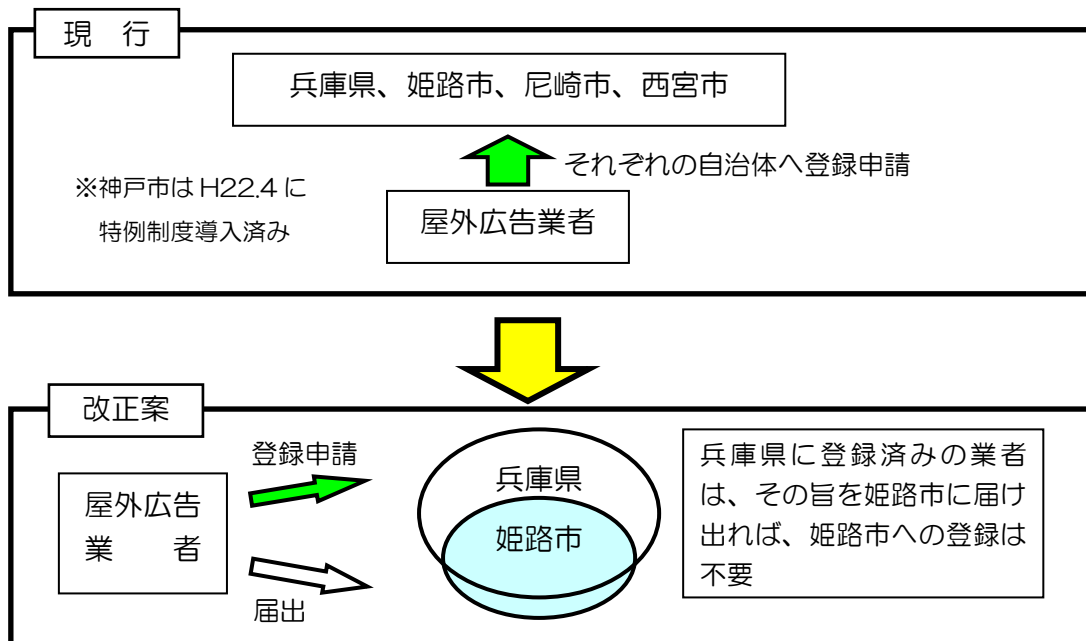 現 行
兵庫県、姫路市、尼崎市、西宮市
それぞれの自治体へ登録申請
※神戸市はH22.4に
特例制度導入済み
屋外広告業者
改正案
登録申請
屋外広告
業 者
届出
兵庫県
姫路市
兵庫県に登録済みの業者
は、その旨を姫路市に届け
出れば、姫路市への登録は
不要